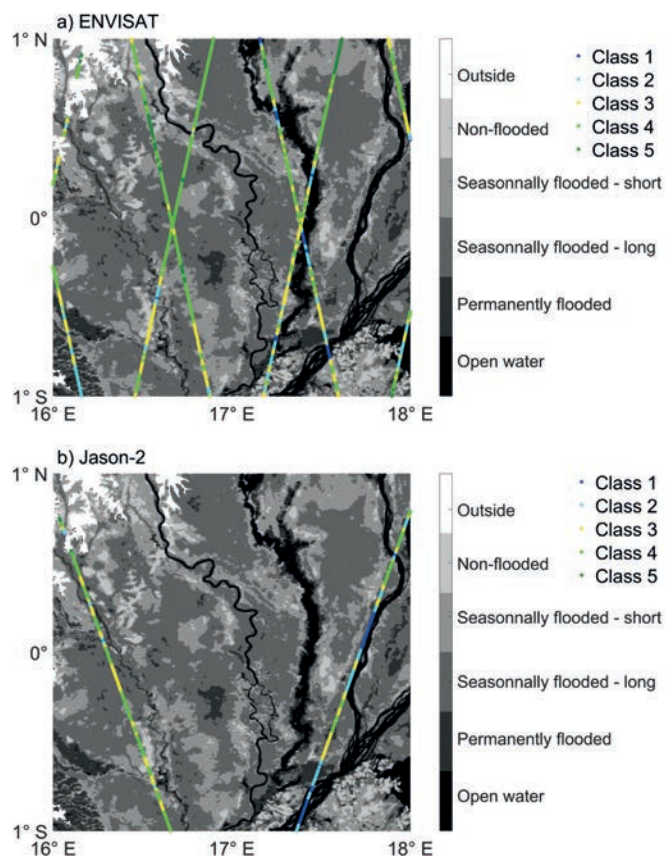 a) ENVISAT
1° N
0°
1° S
16° E
17° E
18° E
Outside
Non-flooded
Seasonnally flooded - short
Seasonnally flooded - long
Permanently flooded
Open water
Class 1
Class 2
Class 3
Class 4
Class 5
b) Jason-2
1° N
0°
1° S
16° E
17° E
18° E
Outside
Non-flooded
Seasonnally flooded - short
Seasonnally flooded - long
Permanently flooded
Open water
Class 1
Class 2
Class 3
Class 4
Class 5